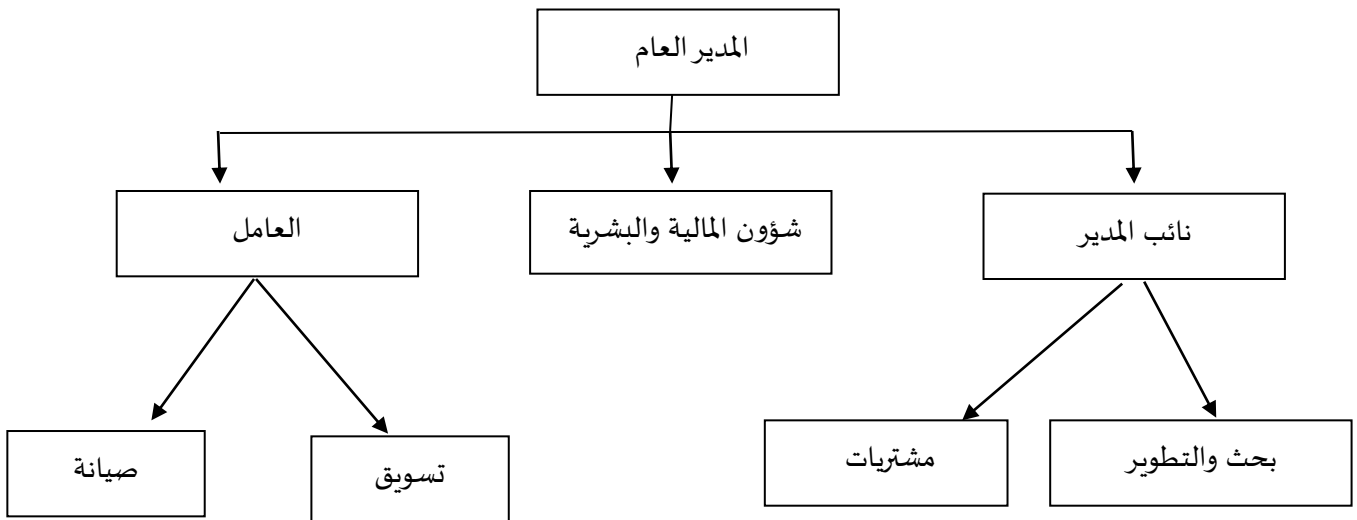 المدير العام
نائب المدير
شؤون المالية والبشرية
العامل
بحث والتطوير
مشتريات
تسويق
صيانة